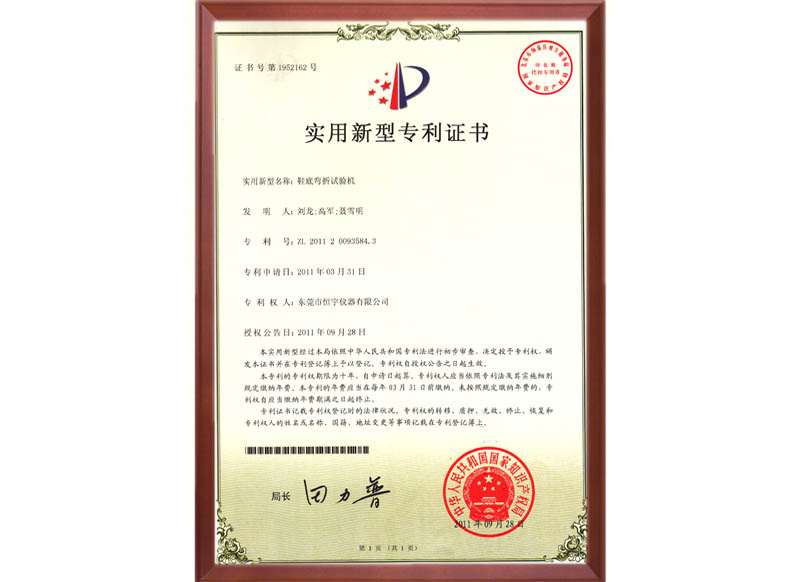 证书号第1952162号
印花税
代扣专用章
实用新型专利证书
实用新型名称：鞋底弯折试验机
发 明 人：刘龙;高军;聂雪明
专 利 号：ZL 2011 2 0093584.3
专利申请日：2011年03月31日
专 利 权 人：东莞市恒宇仪器有限公司
授权公告日：2011年09月28日
本实用新型经过本局依照中华人民共和国专利法进行初步审查，决定授予专利权，颁
发本证书并在专利登记簿上予以登记。专利权自授权公告之日起生效。
本专利的专利权期限为十年，自申请日起算。专利权人应当依照专利法及其实施细则
规定缴纳年费。本专利的年费应当在每年03月31日前缴纳。未按照规定缴纳年费的，专
利权自应当缴纳年费期满之日起终止。
专利证书记载专利权登记时的法律状况。专利权的转移、质押、无效、终止、恢复和
专利权人的姓名或名称、国籍、地址变更等事项记载在专利登记簿上。
局长
田力普
中华人民共和国国家知识产权局
2011年09月28日
第1页（共1页）